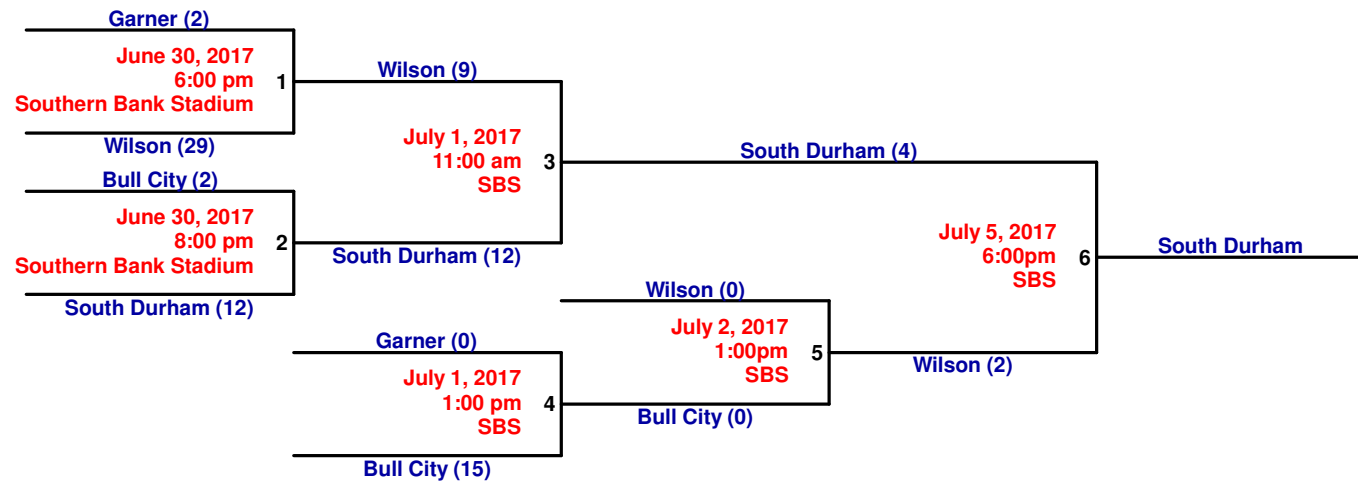 Garner (2)
June 30, 2017
6:00 pm
1
Southern Bank Stadium
Wilson (29)
Bull City (2)
June 30, 2017
8:00 pm
2
Southern Bank Stadium
South Durham (12)
Wilson (9)
July 1, 2017
11:00 am
3
SBS
South Durham (12)
Garner (0)
July 1, 2017
1:00 pm
4
SBS
Bull City (15)
Wilson (0)
July 2, 2017
1:00pm
5
SBS
Bull City (0)
South Durham (4)
July 5, 2017
6:00pm
6
SBS
Wilson (2)
South Durham